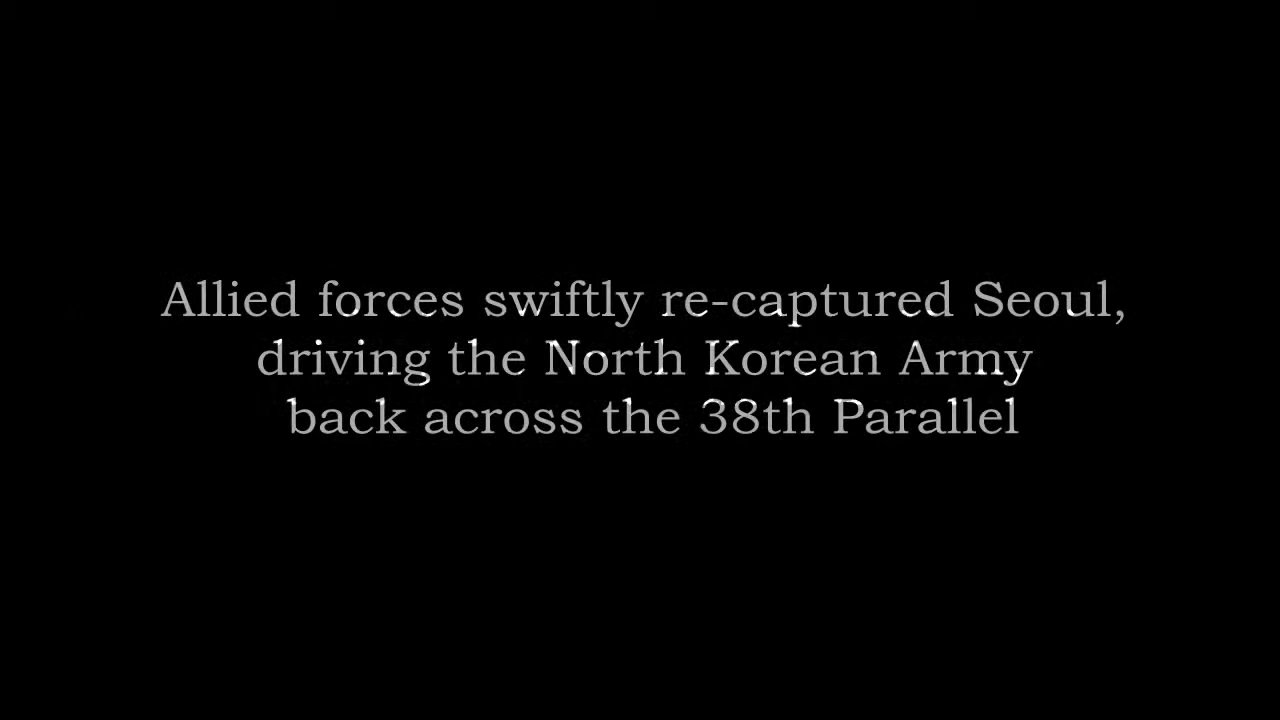 Allied forces swiftly re-captured Seoul,
driving the North Korean Army
back across the 38th Parallel